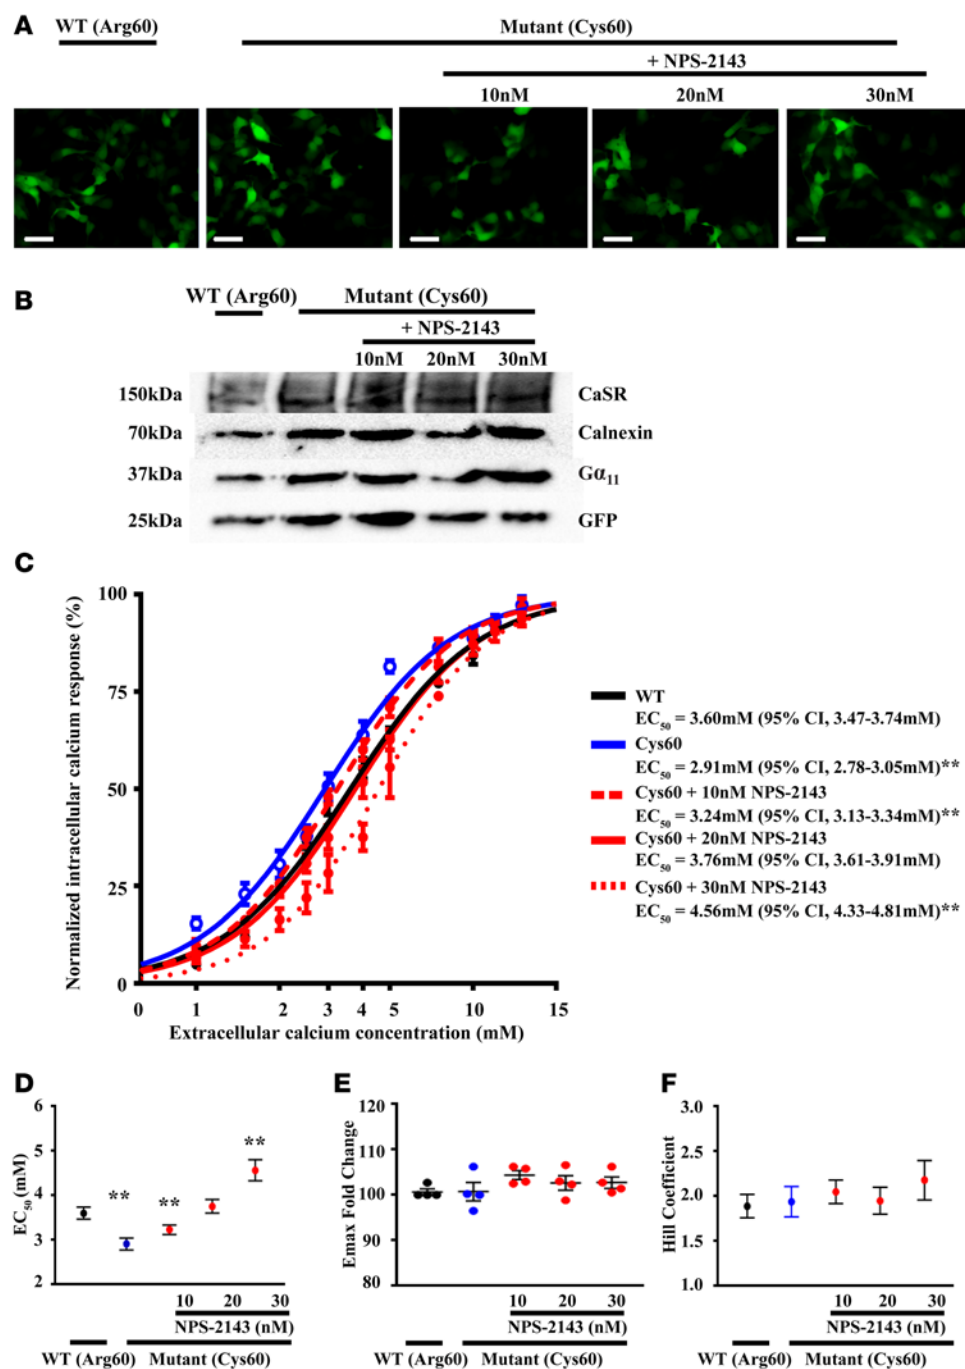 A
WT (Arg60)
Mutant (Cys60)
+ NPS-2143
10nM
20nM
30nM
B
WT (Arg60)
Mutant (Cys60)
+ NPS-2143
10nM
20nM
30nM
150kDa
CaSR
70kDa
Calnexin
37kDa
Gα11
25kDa
GFP
C
Normalized intracellular calcium response (%)
100
75
50
25
0
0 1 2 3 4 5 10 15
Extracellular calcium concentration (mM)
WT
EC50 = 3.60mM (95% CI, 3.47-3.74mM)
Cys60
EC50 = 2.91mM (95% CI, 2.78-3.05mM)**
Cys60 + 10nM NPS-2143
EC50 = 3.24mM (95% CI, 3.13-3.34mM)**
Cys60 + 20nM NPS-2143
EC50 = 3.76mM (95% CI, 3.61-3.91mM)
Cys60 + 30nM NPS-2143
EC50 = 4.56mM (95% CI, 4.33-4.81mM)**
D
EC50 (mM)
6
5
4
3
2
**
**
**
10 20 30
NPS-2143 (nM)
WT (Arg60)
Mutant (Cys60)
E
Emax Fold Change
120
110
100
90
80
10 20 30
NPS-2143 (nM)
WT (Arg60)
Mutant (Cys60)
F
Hill Coefficient
3.0
2.5
2.0
1.5
1.0
10 20 30
NPS-2143 (nM)
WT (Arg60)
Mutant (Cys60)